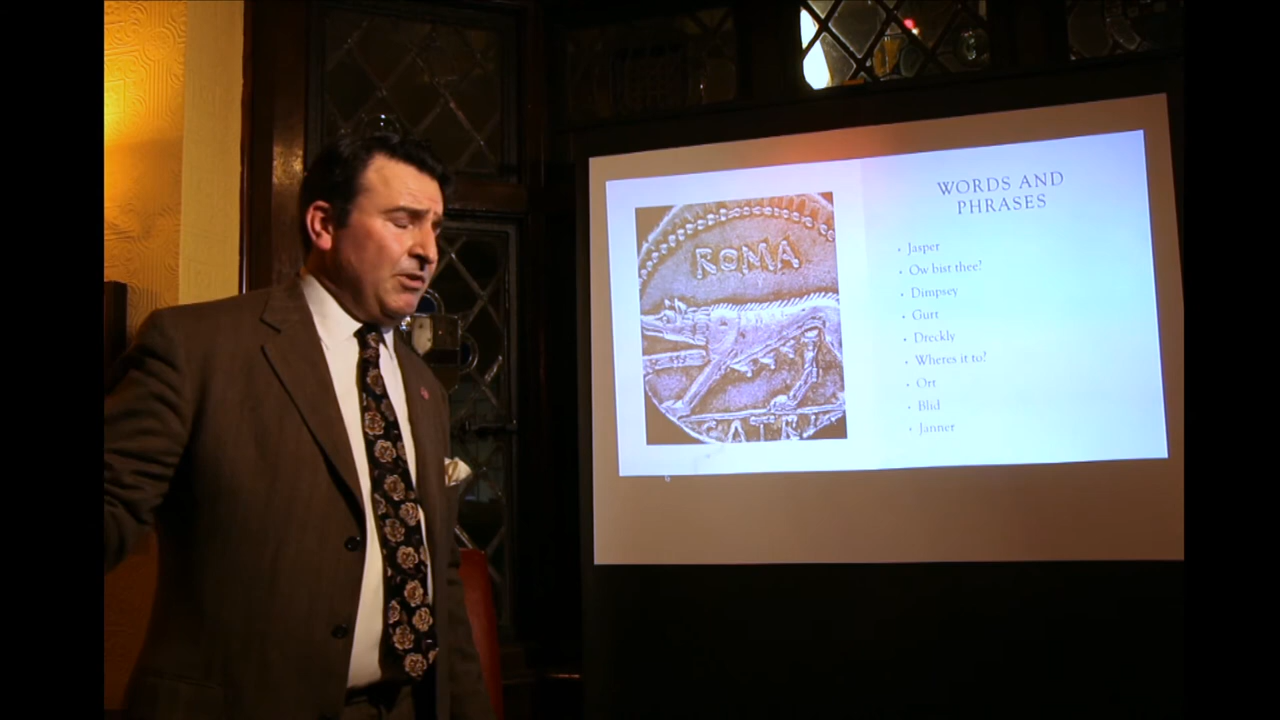 ROMA
WORDS AND
PHRASES
• Jasper
• Ow bist thee?
• Dimpsey
• Gurt
• Dreckly
• Wheres it to?
• Ort
• Blid
• Janner